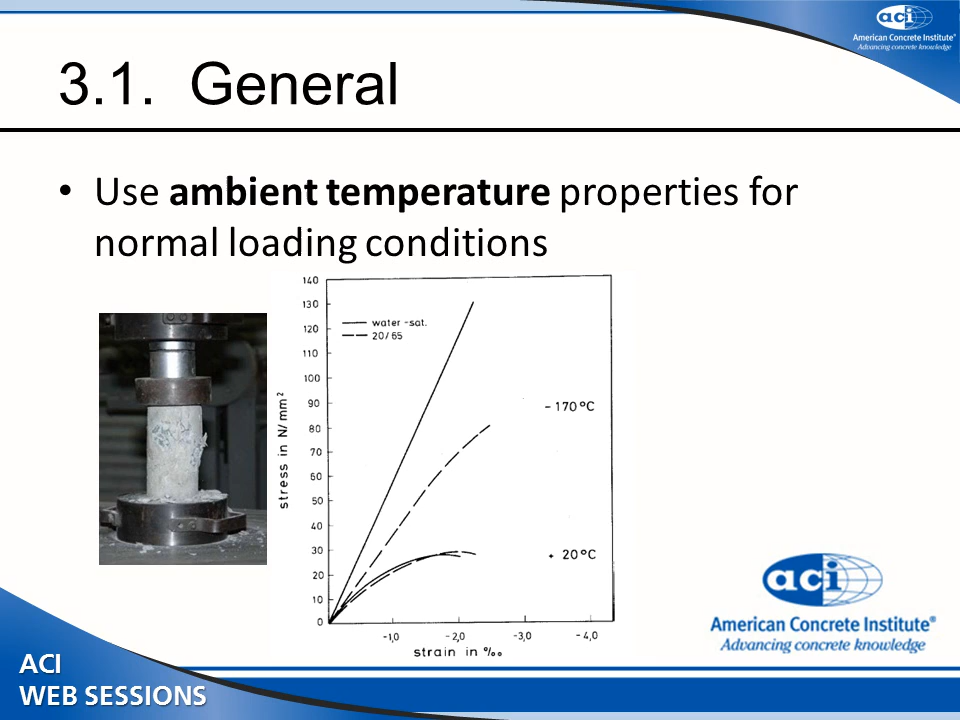 aci
American Concrete Institute®
Advancing concrete knowledge
3.1. General
• Use ambient temperature properties for
normal loading conditions
140
130
120
110
100
90
80
70
60
50
40
30
20
10
0
stress in N/mm²
water-sat.
20/65
-170°C
+ 20°C
-1,0 -2,0 -3,0 -4,0
strain in %o
aci
American Concrete Institute®
Advancing concrete knowledge
ACI
WEB SESSIONS